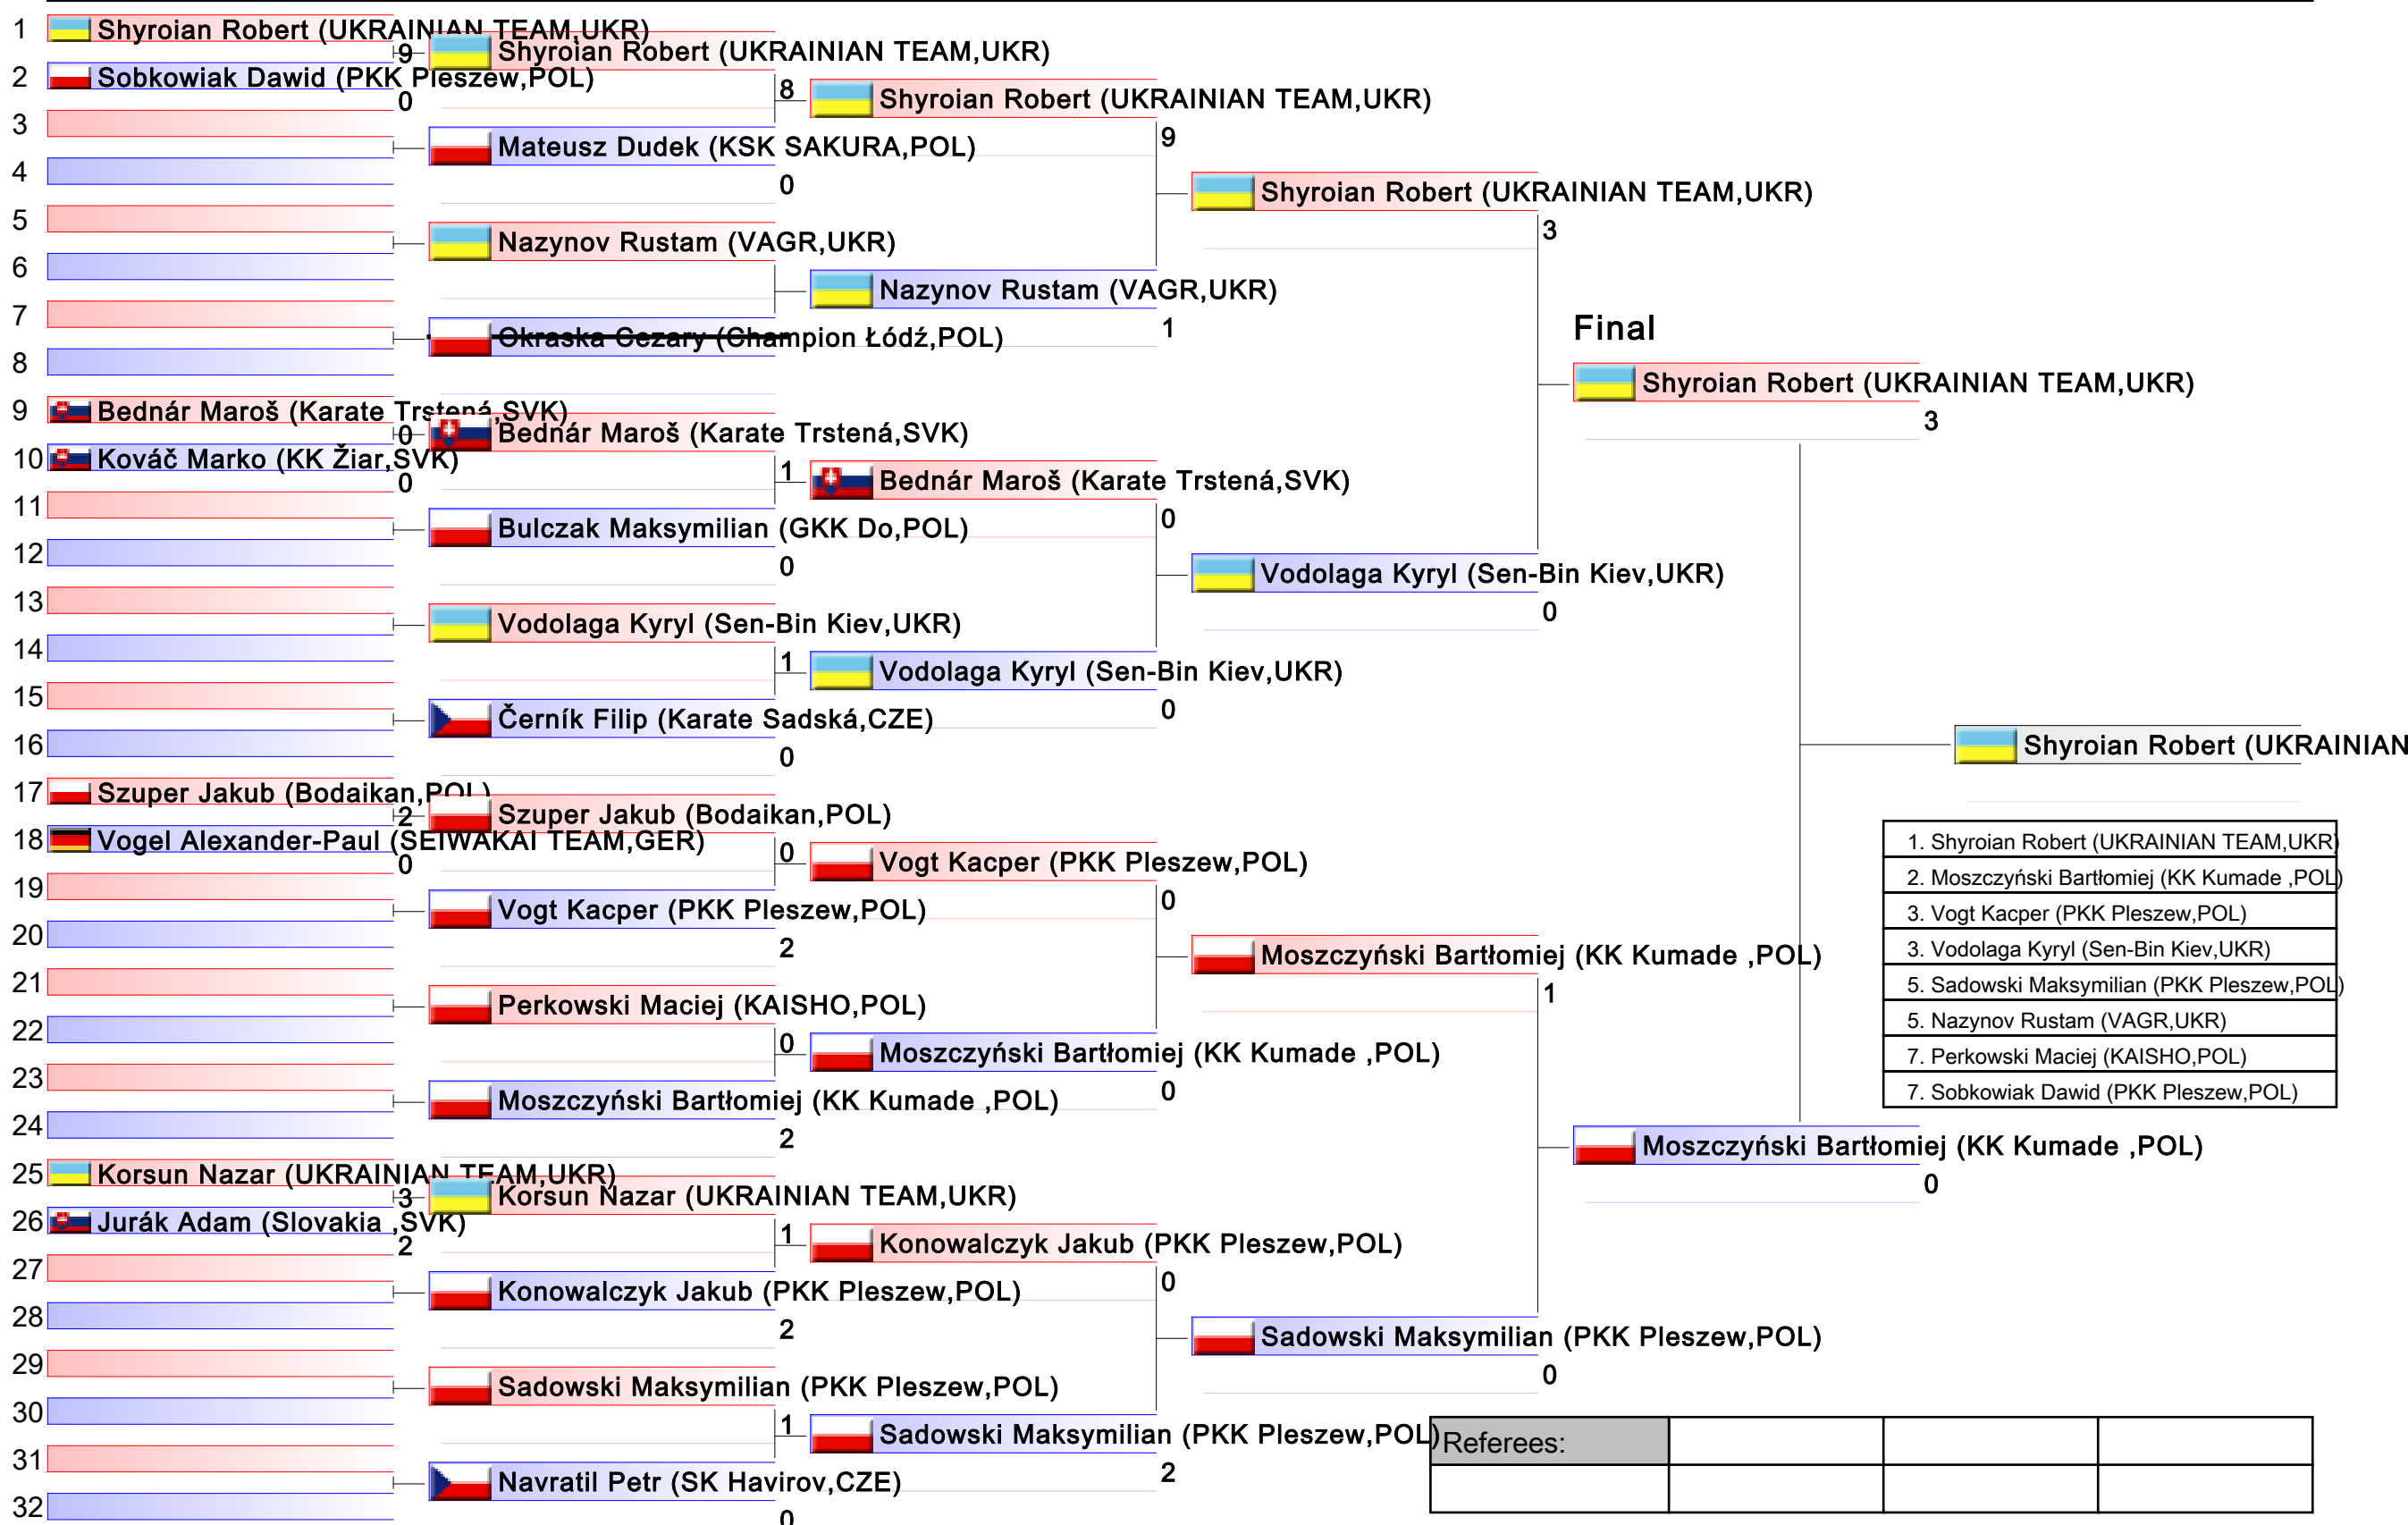 1 Shyroian Robert (UKRAINIAN TEAM,UKR)
9
2 Sobkowiak Dawid (PKK Pleszew,POL)
0
3
4
5
6
7
8
9 Bednár Maroš (Karate Trstená,SVK)
0
10 Kováč Marko (KK Žiar,SVK)
0
11
12
13
14
15
16
17 Szuper Jakub (Bodaikan,POL)
2
18 Vogel Alexander-Paul (SEIWAKAI TEAM,GER)
0
19
20
21
22
23
24
25 Korsun Nazar (UKRAINIAN TEAM,UKR)
3
26 Jurák Adam (Slovakia ,SVK)
2
27
28
29
30
31
32
Shyroian Robert (UKRAINIAN TEAM,UKR)
8
Mateusz Dudek (KSK SAKURA,POL)
0
Nazynov Rustam (VAGR,UKR)
Okraska Cezary (Champion Łódź,POL)
Bednár Maroš (Karate Trstená,SVK)
1
Bulczak Maksymilian (GKK Do,POL)
0
Vodolaga Kyryl (Sen-Bin Kiev,UKR)
1
Černík Filip (Karate Sadská,CZE)
0
Szuper Jakub (Bodaikan,POL)
0
Vogt Kacper (PKK Pleszew,POL)
2
Perkowski Maciej (KAISHO,POL)
0
Moszczyński Bartłomiej (KK Kumade ,POL)
2
Korsun Nazar (UKRAINIAN TEAM,UKR)
1
Konowalczyk Jakub (PKK Pleszew,POL)
2
Sadowski Maksymilian (PKK Pleszew,POL)
1
Navratil Petr (SK Havirov,CZE)
0
Shyroian Robert (UKRAINIAN TEAM,UKR)
9
Nazynov Rustam (VAGR,UKR)
1
Bednár Maroš (Karate Trstená,SVK)
0
Vodolaga Kyryl (Sen-Bin Kiev,UKR)
0
Vogt Kacper (PKK Pleszew,POL)
0
Moszczyński Bartłomiej (KK Kumade ,POL)
0
Konowalczyk Jakub (PKK Pleszew,POL)
0
Sadowski Maksymilian (PKK Pleszew,POL)
2
Shyroian Robert (UKRAINIAN TEAM,UKR)
3
Vodolaga Kyryl (Sen-Bin Kiev,UKR)
0
Moszczyński Bartłomiej (KK Kumade ,POL)
1
Sadowski Maksymilian (PKK Pleszew,POL)
0
Final
Shyroian Robert (UKRAINIAN TEAM,UKR)
3
Moszczyński Bartłomiej (KK Kumade ,POL)
0
Shyroian Robert (UKRAINIAN
1. Shyroian Robert (UKRAINIAN TEAM,UKR)
2. Moszczyński Bartłomiej (KK Kumade ,POL)
3. Vogt Kacper (PKK Pleszew,POL)
3. Vodolaga Kyryl (Sen-Bin Kiev,UKR)
5. Sadowski Maksymilian (PKK Pleszew,POL)
5. Nazynov Rustam (VAGR,UKR)
7. Perkowski Maciej (KAISHO,POL)
7. Sobkowiak Dawid (PKK Pleszew,POL)
Referees: